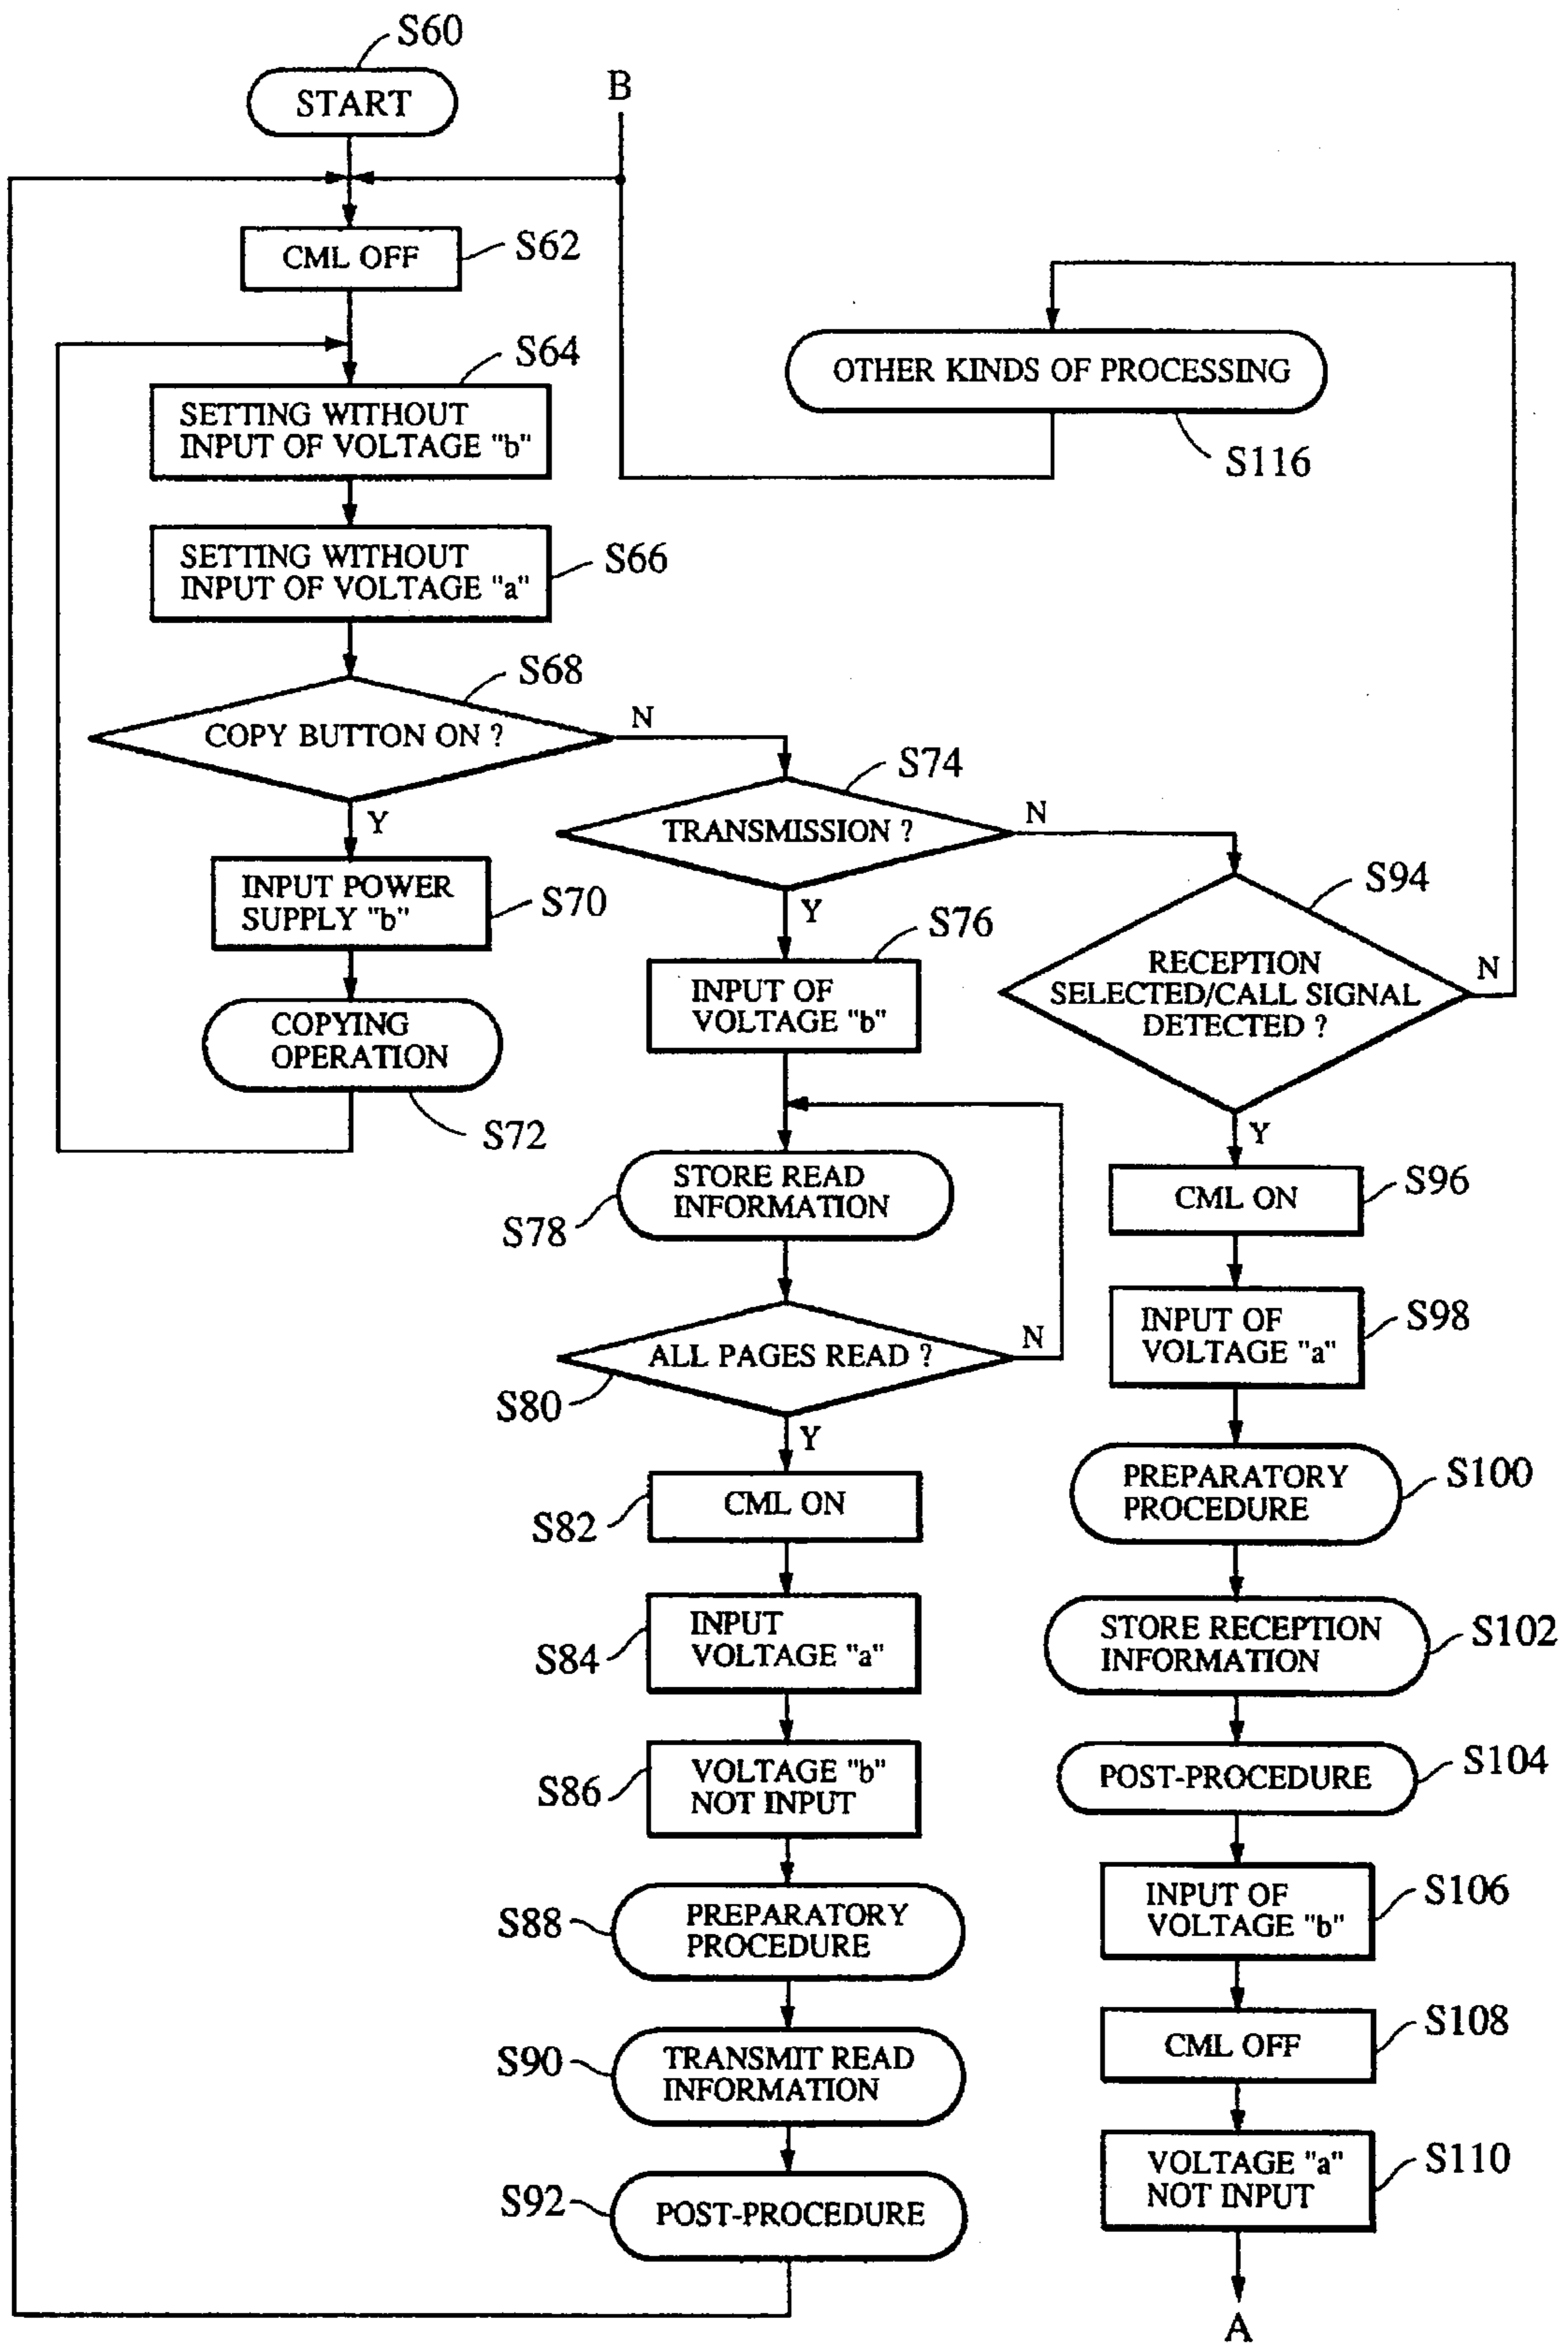 S60
START
B
CML OFF
S62
S64
SETTING WITHOUT
INPUT OF VOLTAGE "b"
OTHER KINDS OF PROCESSING
S116
SETTING WITHOUT
INPUT OF VOLTAGE "a"
S66
S68
COPY BUTTON ON ?
N
Y
S74
TRANSMISSION ?
N
Y
INPUT POWER
SUPPLY "b"
S70
COPYING
OPERATION
S72
S76
INPUT OF
VOLTAGE "b"
STORE READ
INFORMATION
S78
ALL PAGES READ ?
N
S80
Y
CML ON
S82
INPUT
VOLTAGE "a"
S84
VOLTAGE "b"
NOT INPUT
S86
PREPARATORY
PROCEDURE
S88
TRANSMIT READ
INFORMATION
S90
POST-PROCEDURE
S92
S94
RECEPTION
SELECTED/CALL SIGNAL
DETECTED ?
N
Y
CML ON
S96
INPUT OF
VOLTAGE "a"
S98
PREPARATORY
PROCEDURE
S100
STORE RECEPTION
INFORMATION
S102
POST-PROCEDURE
S104
INPUT OF
VOLTAGE "b"
S106
CML OFF
S108
VOLTAGE "a"
NOT INPUT
S110
A